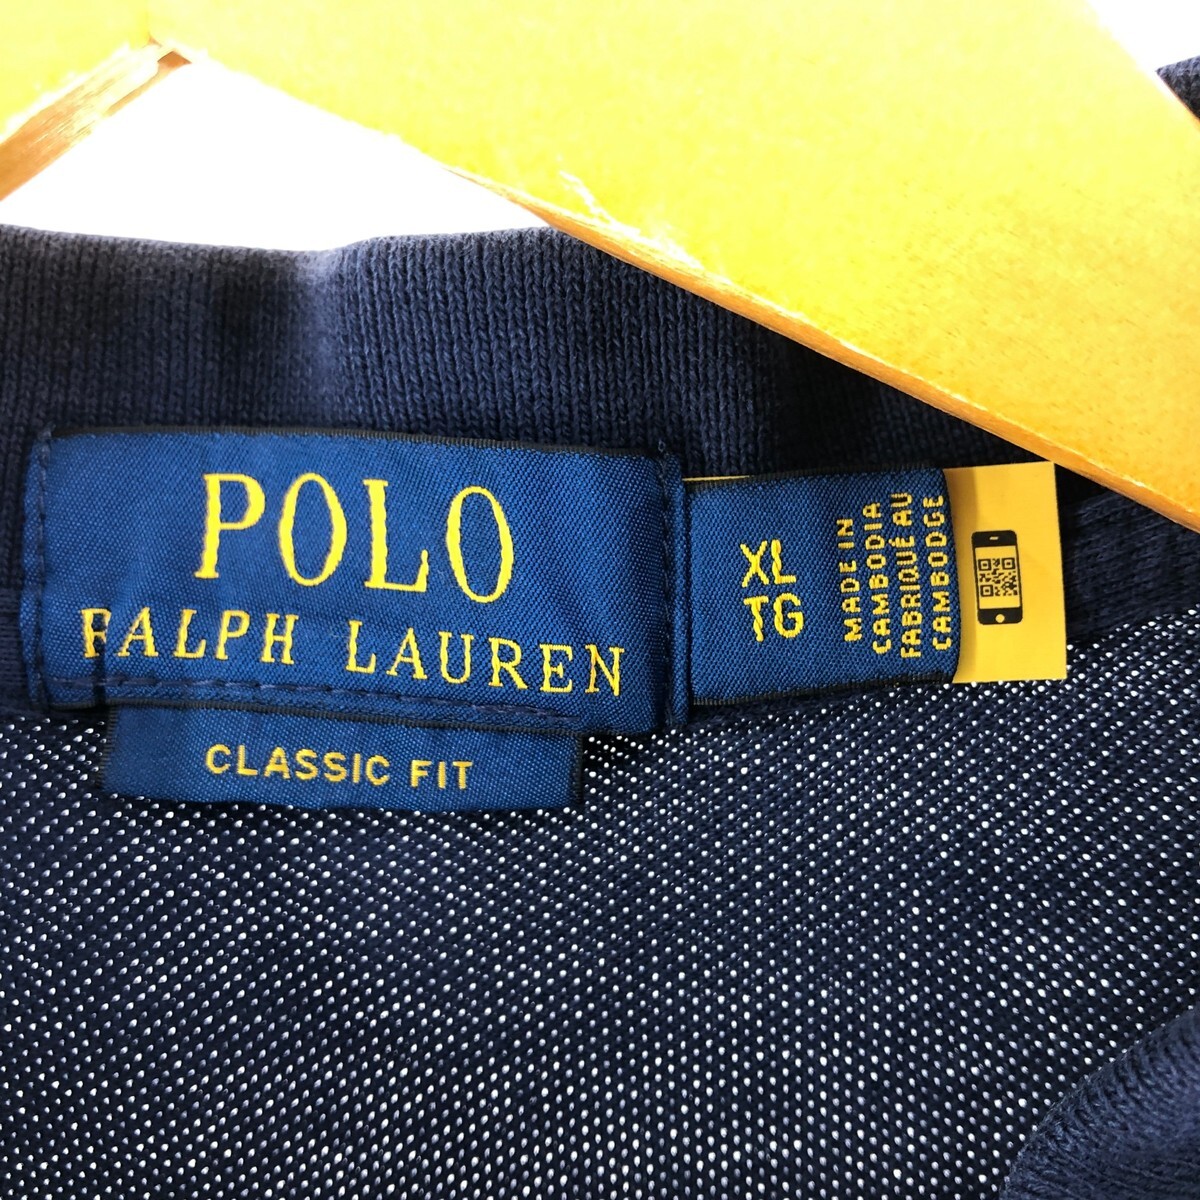 POLO
RALPH LAUREN
CLASSIC FIT
XL
TG
MADE IN
CAMBODIA
FABRIQUÉ AU
CAMBODGE